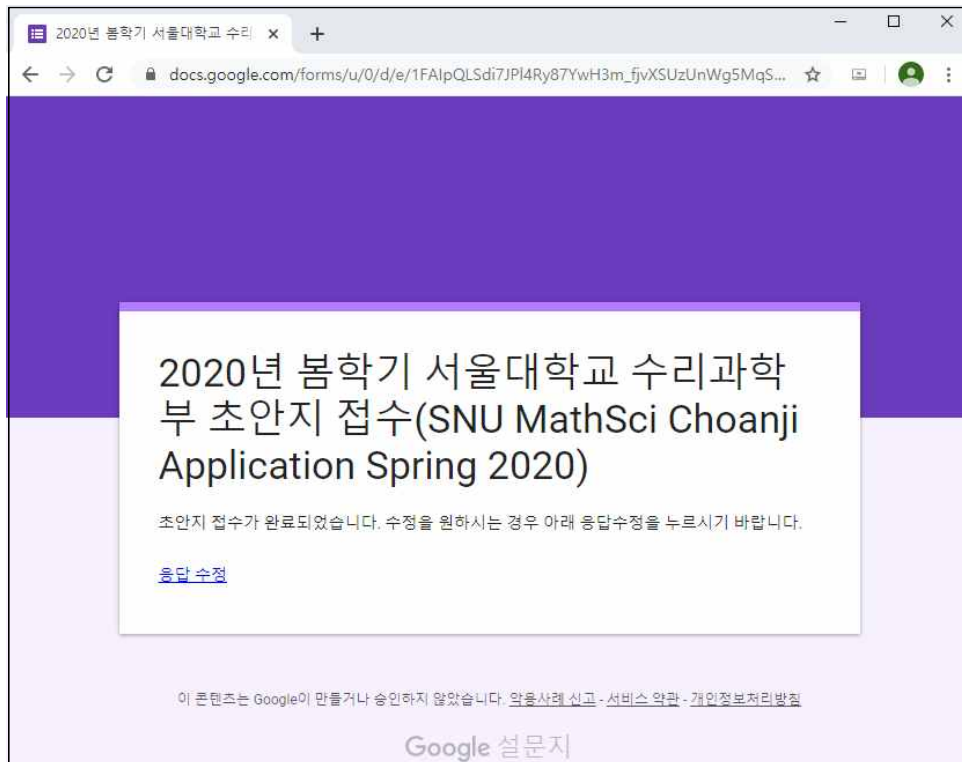 2020년 봄학기 서울대학교 수리
docs.google.com/forms/u/0/d/e/1FAIpQLSdi7JPl4Ry87YwH3m_fjvXSUzUnWg5MqS...
2020년 봄학기 서울대학교 수리과학
부 초안지 접수(SNU MathSci Choanji
Application Spring 2020)
초안지 접수가 완료되었습니다. 수정을 원하시는 경우 아래 응답수정을 누르시기 바랍니다.
응답 수정
이 콘텐츠는 Google이 만들거나 승인하지 않았습니다. 악용사례 신고 - 서비스 약관 - 개인정보처리방침
Google 설문지